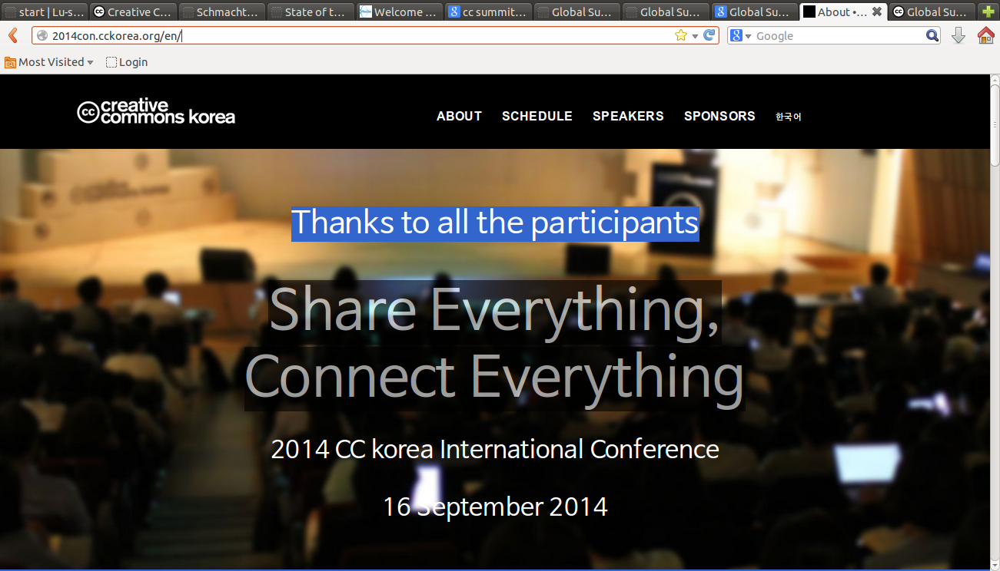 start | Lu-s...
Creative C...
Schmacht...
State of t...
Welcome ...
cc summit...
Global Su...
Global Su...
Global Su...
About •...
Global Su...
2014con.cckorea.org/en/
Google
Most Visited
Login
cc creative
commons korea
ABOUT
SCHEDULE
SPEAKERS
SPONSORS
한국어
Thanks to all the participants
Share Everything,
Connect Everything
2014 CC korea International Conference
16 September 2014